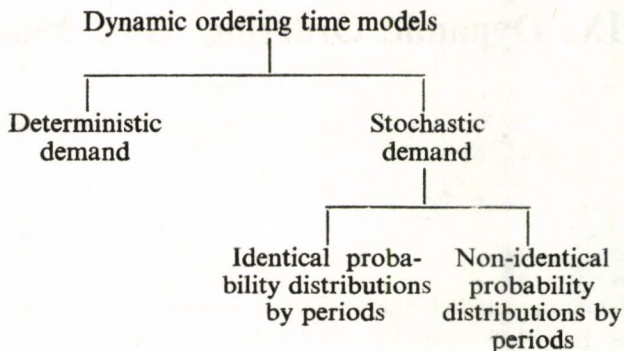 Dynamic ordering time models
Deterministic
demand
Stochastic
demand
Identical proba-
bility distributions
by periods
Non-identical
probability
distributions by
periods